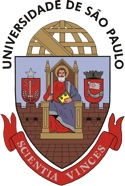 UNIVERSIDADE DE SÃO PAULO
SCIENTIA VINCES